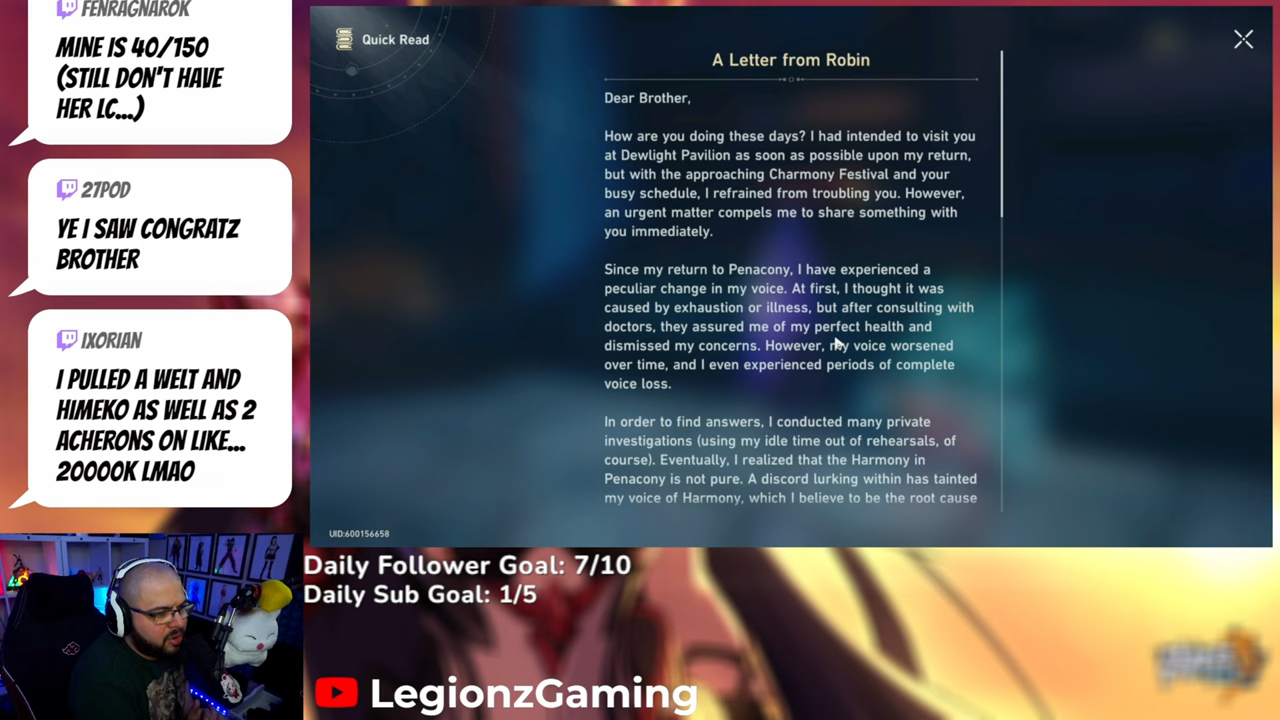 FENRAGNAROK
MINE IS 40/150
(STILL DON'T HAVE
HER LC...)
27POD
YE I SAW CONGRATZ
BROTHER
IXORIAN
I PULLED A WELT AND
HIMEKO AS WELL AS 2
ACHERONS ON LIKE...
20000K LMAO
Quick Read
A Letter from Robin
Dear Brother,
How are you doing these days? I had intended to visit you
at Dewlight Pavilion as soon as possible upon my return,
but with the approaching Charmony Festival and your
busy schedule, I refrained from troubling you. However,
an urgent matter compels me to share something with
you immediately.
Since my return to Penacony, I have experienced a
peculiar change in my voice. At first, I thought it was
caused by exhaustion or illness, but after consulting with
doctors, they assured me of my perfect health and
dismissed my concerns. However, my voice worsened
over time, and I even experienced periods of complete
voice loss.
In order to find answers, I conducted many private
investigations (using my idle time out of rehearsals, of
course). Eventually, I realized that the Harmony in
Penacony is not pure. A discord lurking within has tainted
my voice of Harmony, which I believe to be the root cause
UID:600156658
Daily Follower Goal: 7/10
Daily Sub Goal: 1/5
LegionzGaming